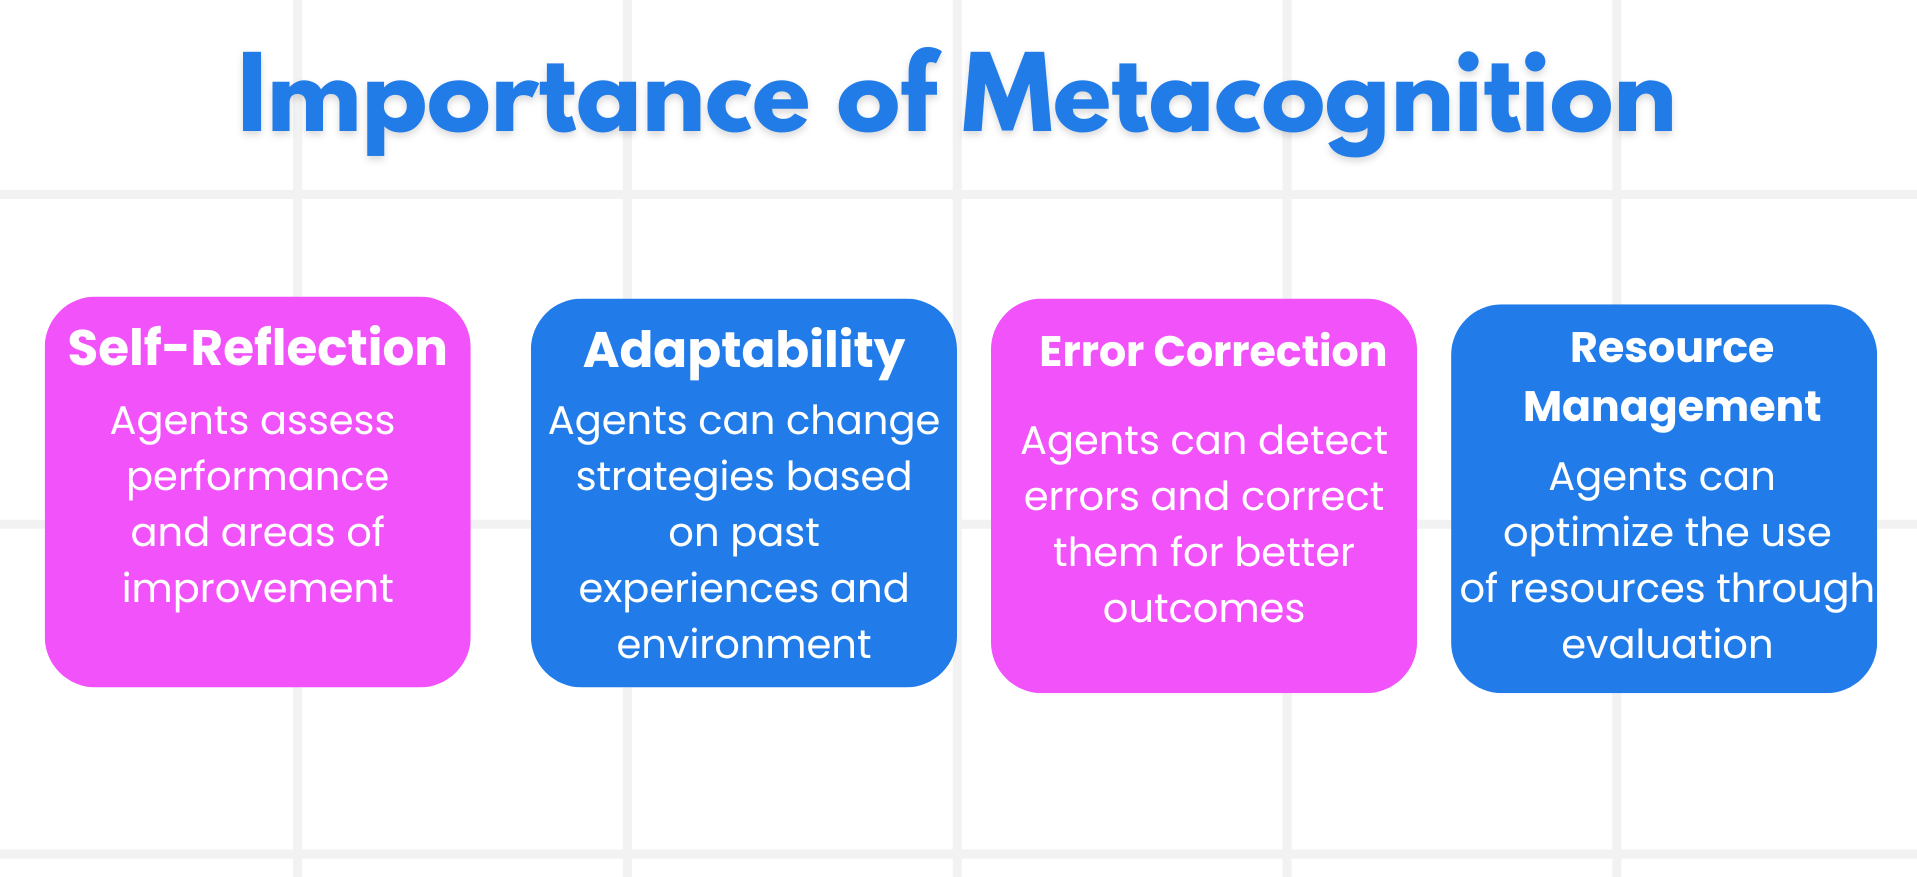 Importance of Metacognition
Self-Reflection
Agents assess
performance
and areas of
improvement
Adaptability
Agents can change
strategies based
on past
experiences and
environment
Error Correction
Agents can detect
errors and correct
them for better
outcomes
Resource
Management
Agents can
optimize the use
of resources through
evaluation